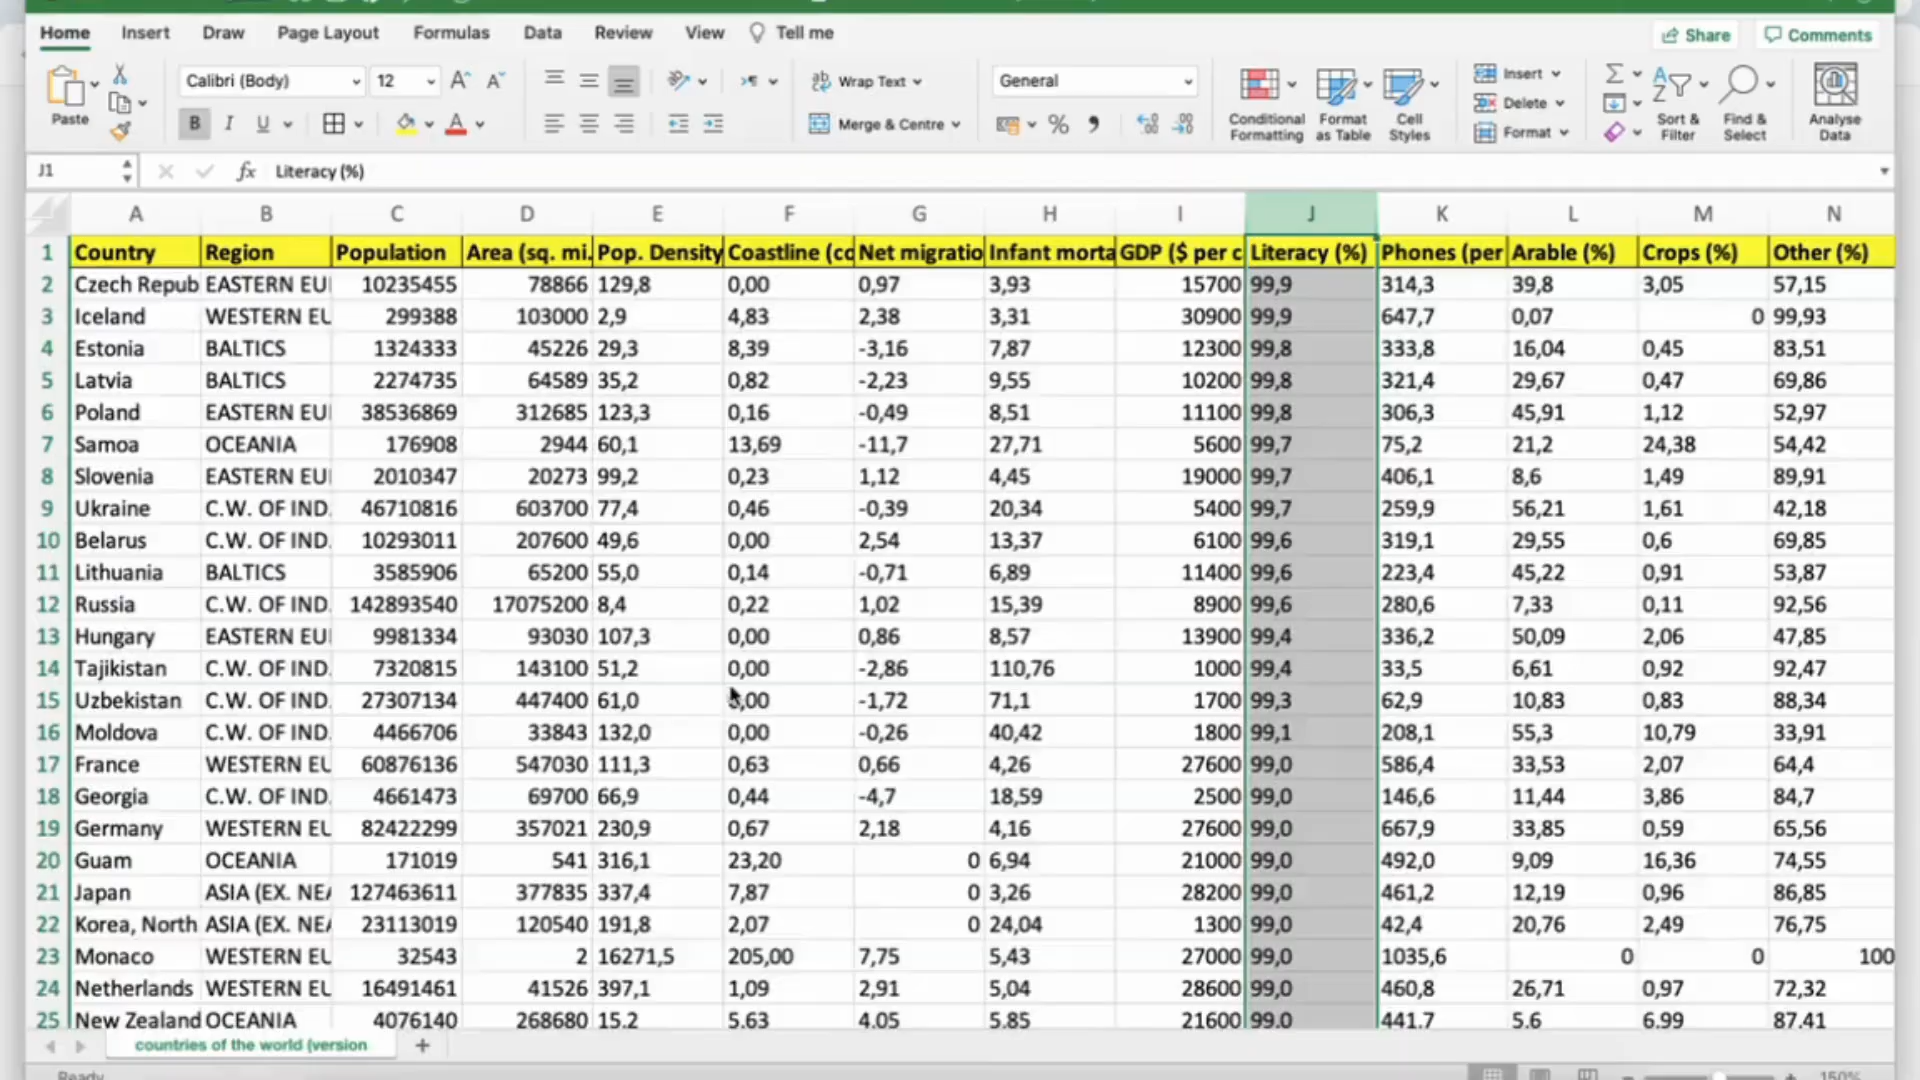 Home Insert Draw Page Layout Formulas Data Review View Tell me Share Comments
Paste Calibri (Body) 12 A^ Aˇ Wrap Text General Insert
B I U Merge & Centre % Delete
Conditional Formatting Format as Table Cell Styles Format Sort & Filter Find & Select Analyse Data
J1 fx Literacy (%)
A B C D E F G H I J K L M N
1 Country Region Population Area (sq. mi. Pop. Density Coastline (co Net migratio Infant morta GDP ($ per c Literacy (%) Phones (per Arable (%) Crops (%) Other (%)
2 Czech Repub EASTERN EU 10235455 78866 129,8 0,00 0,97 3,93 15700 99,9 314,3 39,8 3,05 57,15
3 Iceland WESTERN EU 299388 103000 2,9 4,83 2,38 3,31 30900 99,9 647,7 0,07 0 99,93
4 Estonia BALTICS 1324333 45226 29,3 8,39 -3,16 7,87 12300 99,8 333,8 16,04 0,45 83,51
5 Latvia BALTICS 2274735 64589 35,2 0,82 -2,23 9,55 10200 99,8 321,4 29,67 0,47 69,86
6 Poland EASTERN EU 38536869 312685 123,3 0,16 -0,49 8,51 11100 99,8 306,3 45,91 1,12 52,97
7 Samoa OCEANIA 176908 2944 60,1 13,69 -11,7 27,71 5600 99,7 75,2 21,2 24,38 54,42
8 Slovenia EASTERN EU 2010347 20273 99,2 0,23 1,12 4,45 19000 99,7 406,1 8,6 1,49 89,91
9 Ukraine C.W. OF IND. 46710816 603700 77,4 0,46 -0,39 20,34 5400 99,7 259,9 56,21 1,61 42,18
10 Belarus C.W. OF IND. 10293011 207600 49,6 0,00 2,54 13,37 6100 99,6 319,1 29,55 0,6 69,85
11 Lithuania BALTICS 3585906 65200 55,0 0,14 -0,71 6,89 11400 99,6 223,4 45,22 0,91 53,87
12 Russia C.W. OF IND. 142893540 17075200 8,4 0,22 1,02 15,39 8900 99,6 280,6 7,33 0,11 92,56
13 Hungary EASTERN EU 9981334 93030 107,3 0,00 0,86 8,57 13900 99,4 336,2 50,09 2,06 47,85
14 Tajikistan C.W. OF IND. 7320815 143100 51,2 0,00 -2,86 110,76 1000 99,4 33,5 6,61 0,92 92,47
15 Uzbekistan C.W. OF IND. 27307134 447400 61,0 0,00 -1,72 71,1 1700 99,3 62,9 10,83 0,83 88,34
16 Moldova C.W. OF IND. 4466706 33843 132,0 0,00 -0,26 40,42 1800 99,1 208,1 55,3 10,79 33,91
17 France WESTERN EU 60876136 547030 111,3 0,63 0,66 4,26 27600 99,0 586,4 33,53 2,07 64,4
18 Georgia C.W. OF IND. 4661473 69700 66,9 0,44 -4,7 18,59 2500 99,0 146,6 11,44 3,86 84,7
19 Germany WESTERN EU 82422299 357021 230,9 0,67 2,18 4,16 27600 99,0 667,9 33,85 0,59 65,56
20 Guam OCEANIA 171019 541 316,1 23,20 0 6,94 21000 99,0 492,0 9,09 16,36 74,55
21 Japan ASIA (EX. NEA 127463611 377835 337,4 7,87 0 3,26 28200 99,0 461,2 12,19 0,96 86,85
22 Korea, North ASIA (EX. NEA 23113019 120540 191,8 2,07 0 24,04 1300 99,0 42,4 20,76 2,49 76,75
23 Monaco WESTERN EU 32543 2 16271,5 205,00 7,75 5,43 27000 99,0 1035,6 0 0 100
24 Netherlands WESTERN EU 16491461 41526 397,1 1,09 2,91 5,04 28600 99,0 460,8 26,71 0,97 72,32
25 New Zealand OCEANIA 4076140 268680 15,2 5,63 4,05 5,85 21600 99,0 441,7 5,6 6,99 87,41
countries of the world (version +
Ready 150%